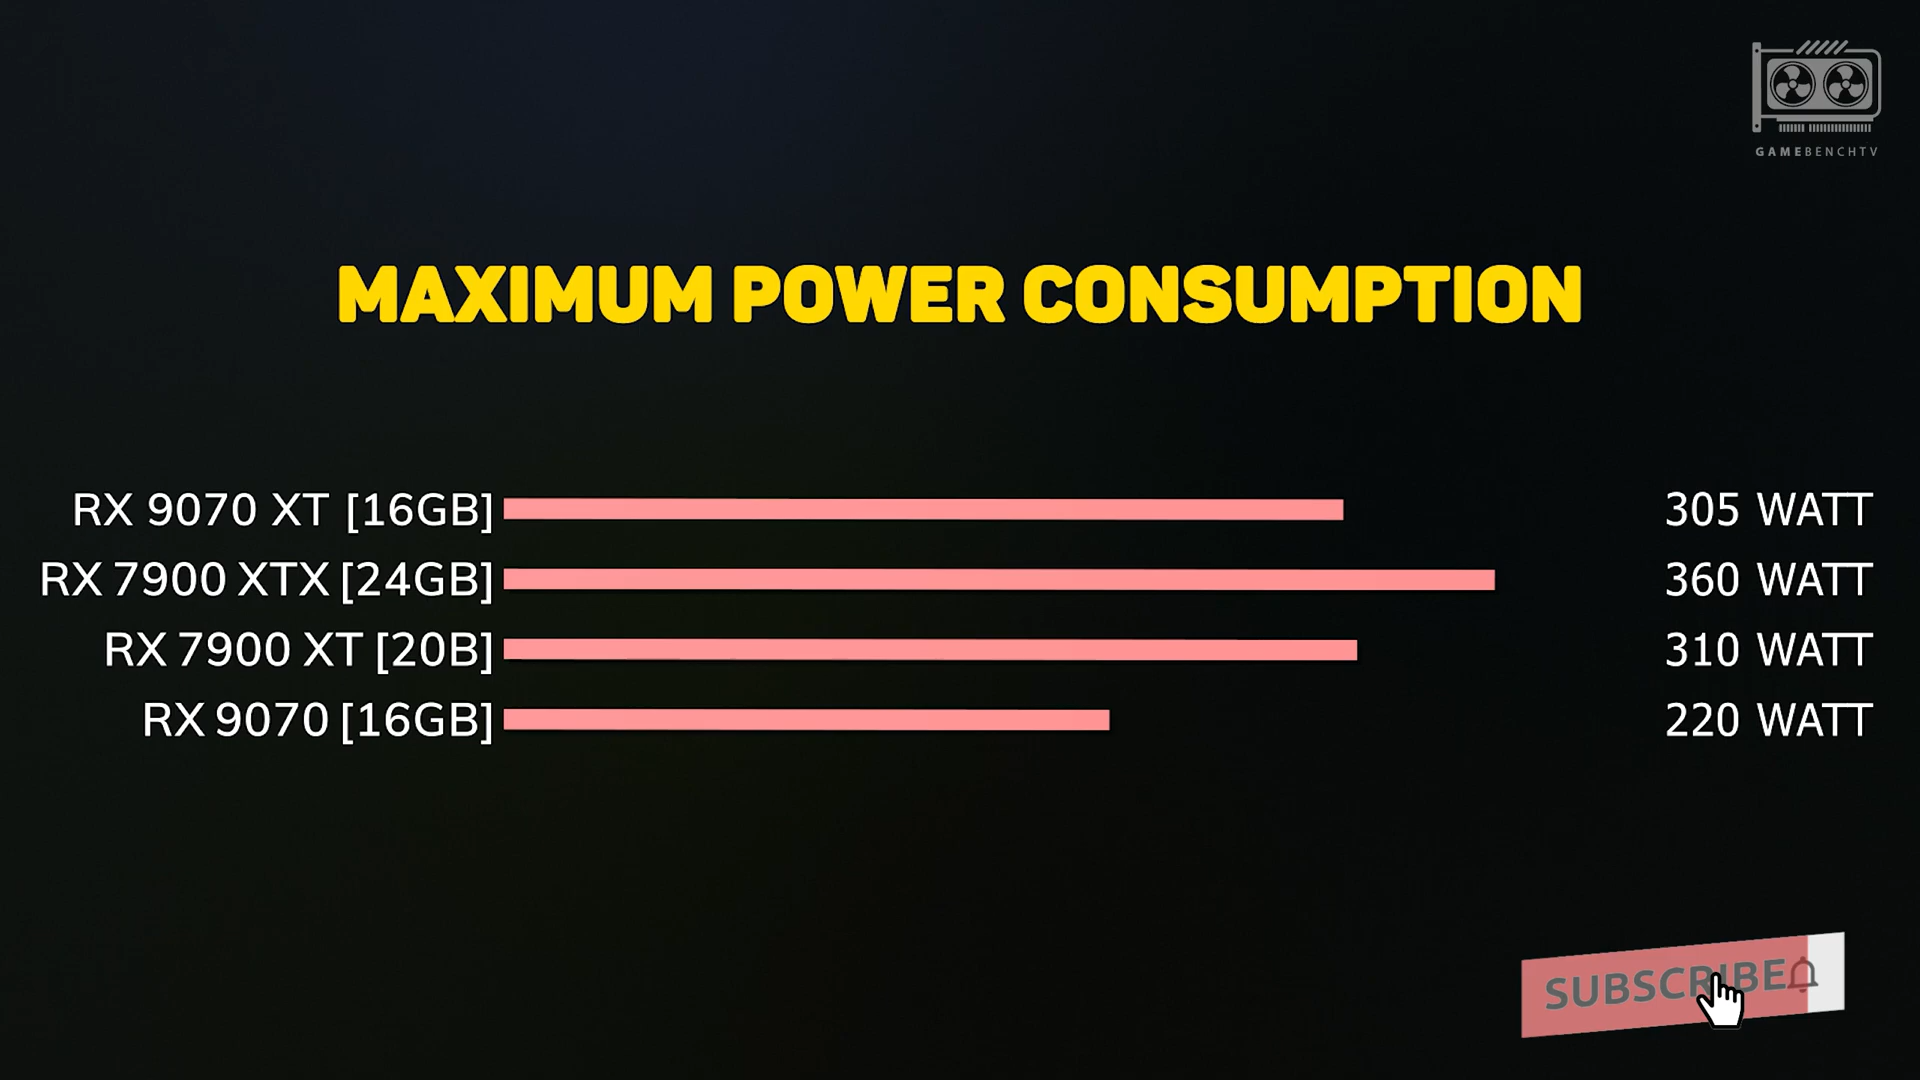 GAMEBENCHTV
MAXIMUM POWER CONSUMPTION
RX 9070 XT [16GB] 305 WATT
RX 7900 XTX [24GB] 360 WATT
RX 7900 XT [20B] 310 WATT
RX 9070 [16GB] 220 WATT
SUBSCRIBE